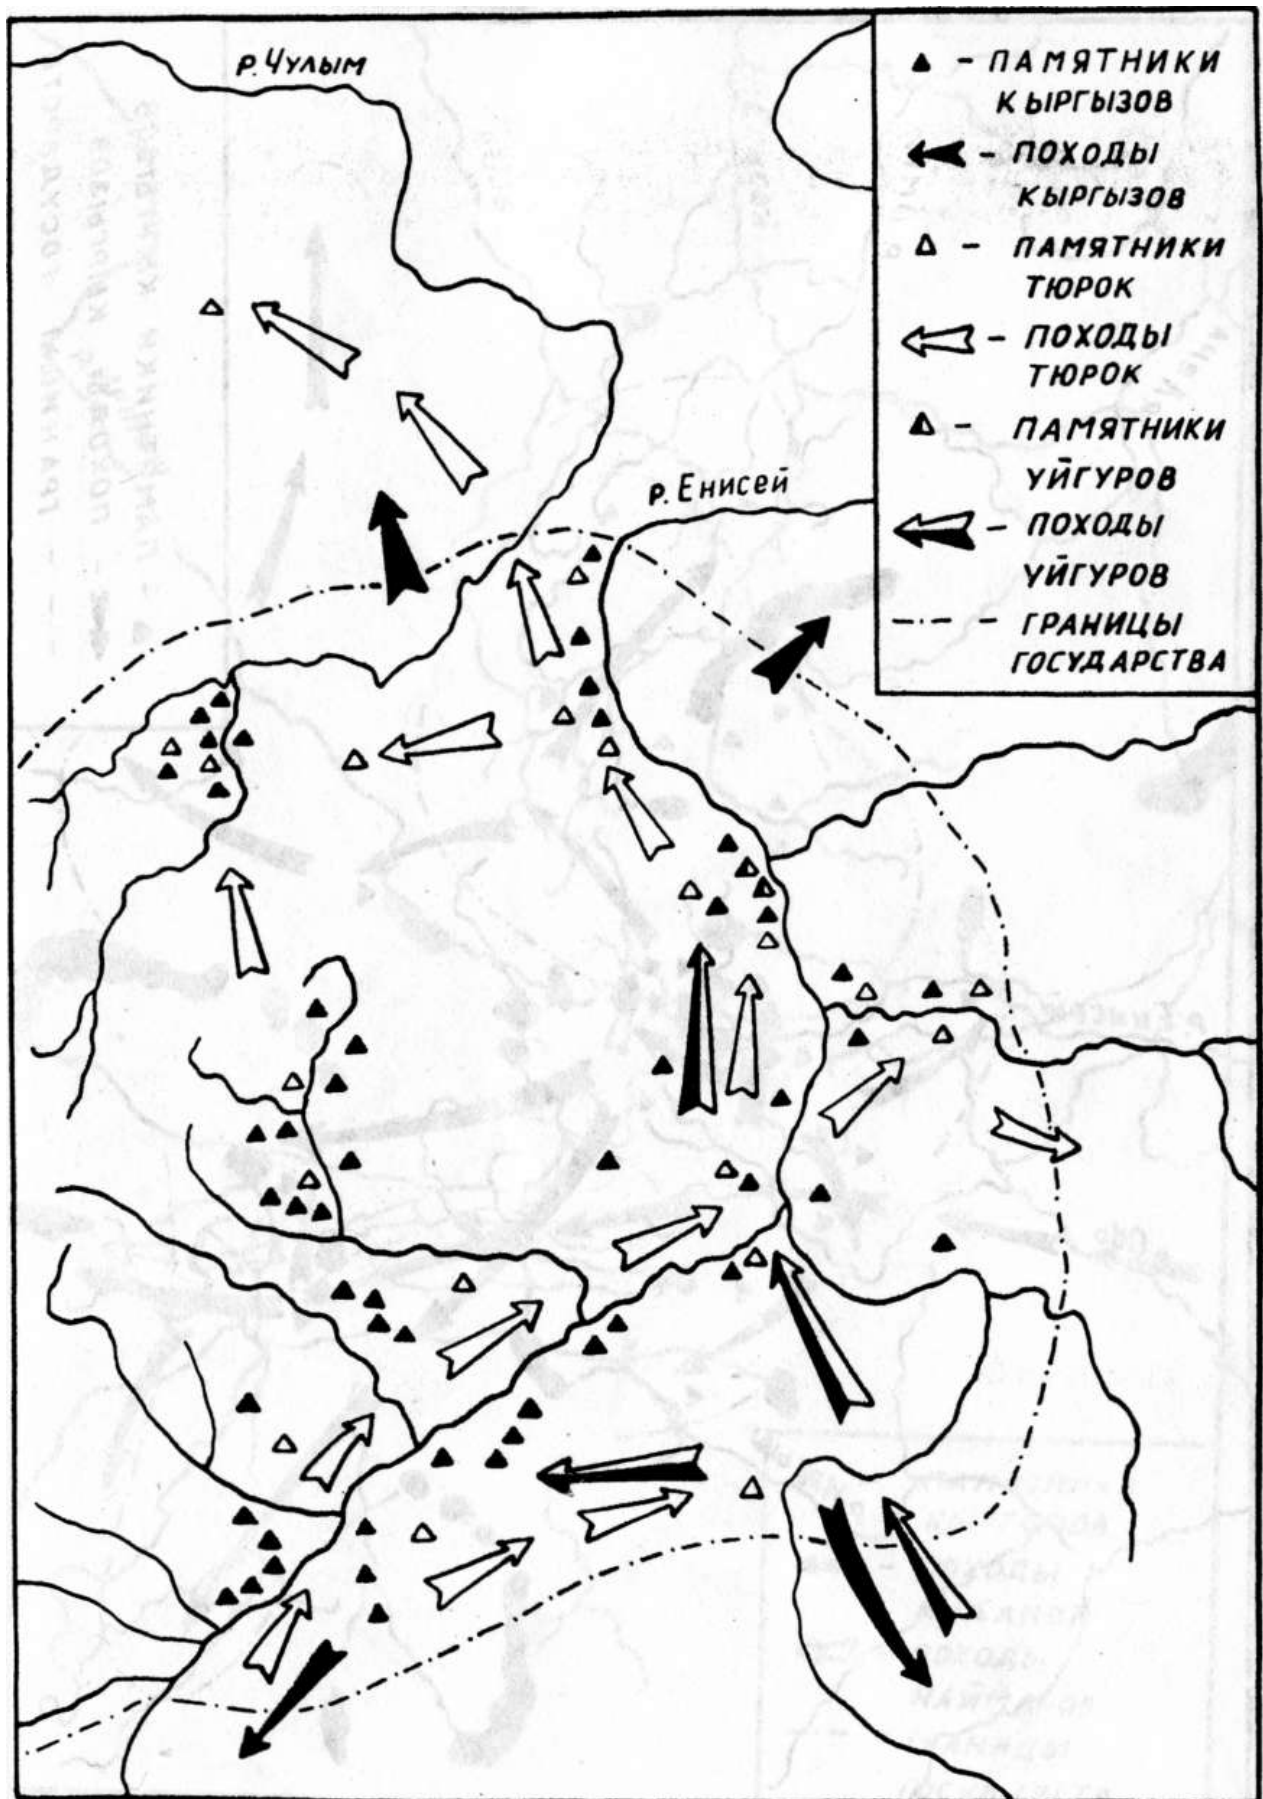 р. Чулым
р. Енисей
▲ - ПАМЯТНИКИ
КЫРГЫЗОВ
- ПОХОДЫ
КЫРГЫЗОВ
△ - ПАМЯТНИКИ
ТЮРОК
- ПОХОДЫ
ТЮРОК
- ПАМЯТНИКИ
УЙГУРОВ
- ПОХОДЫ
УЙГУРОВ
- ГРАНИЦЫ
ГОСУДАРСТВА